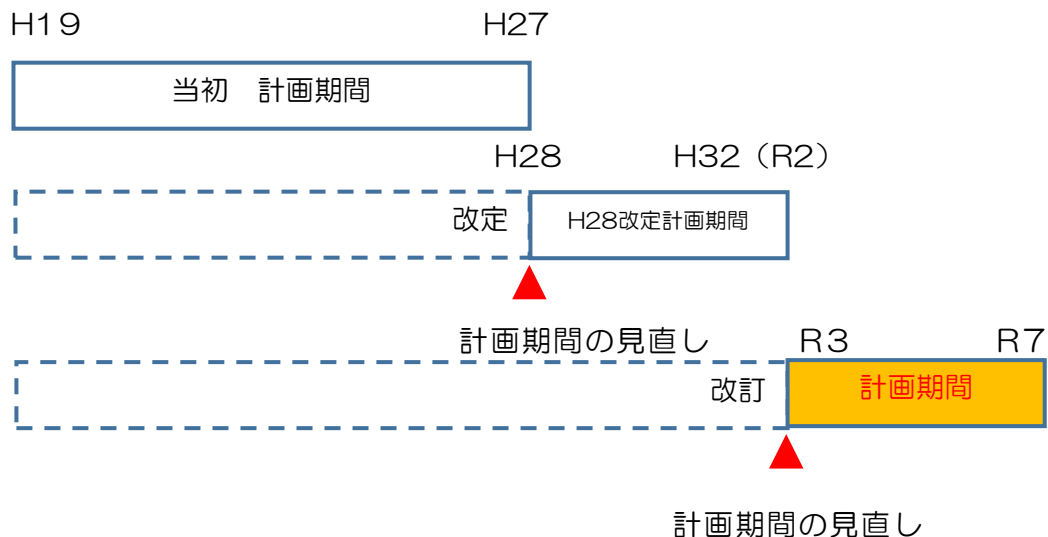 H19 H27
当初　計画期間
H28 H32（R2）
改定 H28改定計画期間
計画期間の見直し R3 R7
改訂 計画期間
計画期間の見直し